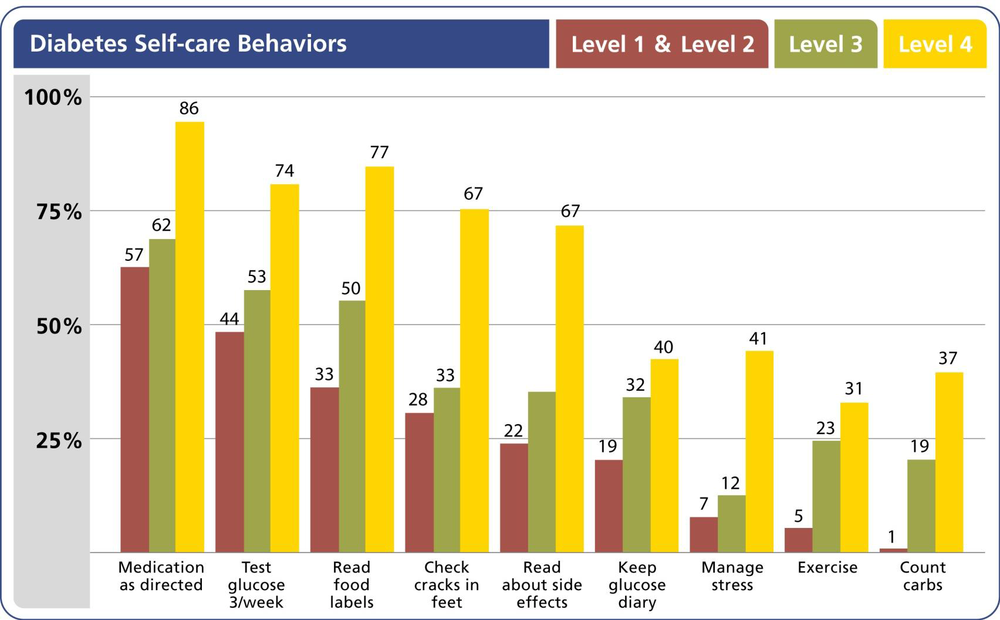 Diabetes Self-care Behaviors
Level 1 & Level 2
Level 3
Level 4
100%
75%
50%
25%
57
62
86
44
53
74
33
50
77
28
33
67
22
67
19
32
40
7
12
41
5
23
31
1
19
37
Medication
as directed
Test
glucose
3/week
Read
food
labels
Check
cracks in
feet
Read
about side
effects
Keep
glucose
diary
Manage
stress
Exercise
Count
carbs